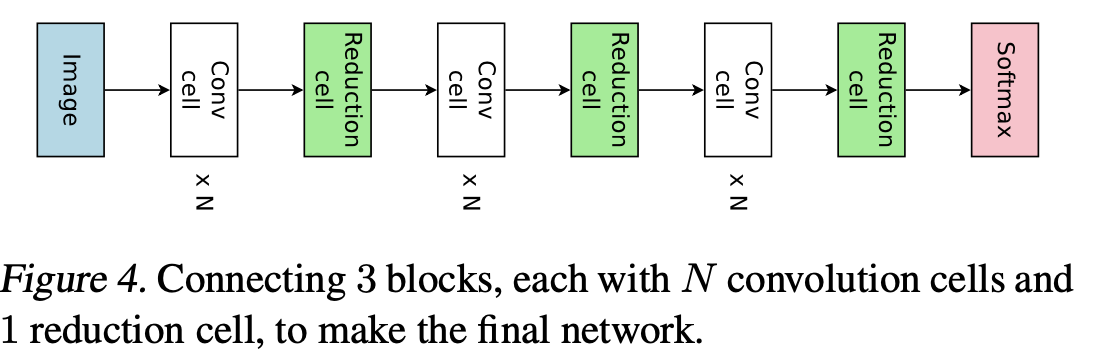 Image
Conv
cell
x N
Reduction
cell
Conv
cell
x N
Reduction
cell
Conv
cell
x N
Reduction
cell
Softmax
Figure 4. Connecting 3 blocks, each with N convolution cells and
1 reduction cell, to make the final network.